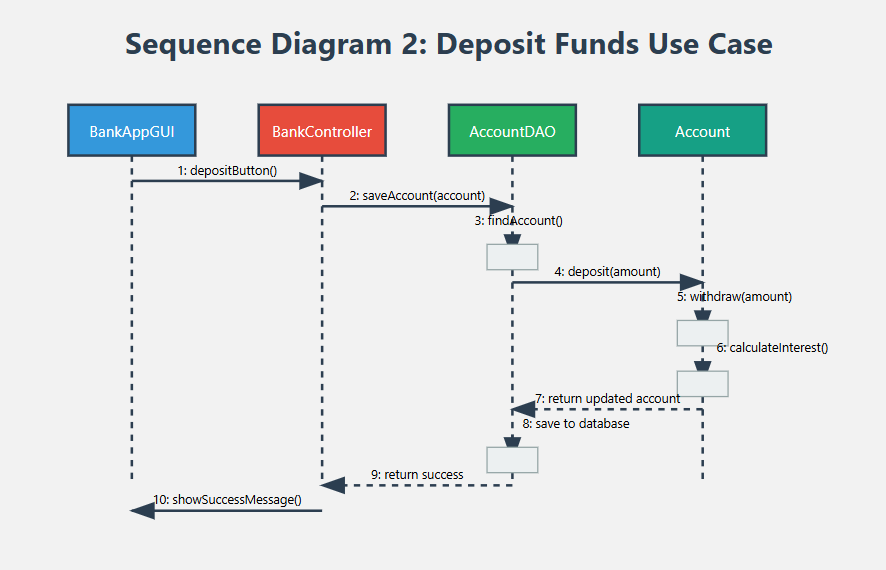 Sequence Diagram 2: Deposit Funds Use Case
BankAppGUI
BankController
AccountDAO
Account
1: depositButton()
2: saveAccount(account)
3: findAccount()
4: deposit(amount)
5: withdraw(amount)
6: calculateInterest()
7: return updated account
8: save to database
9: return success
10: showSuccessMessage()